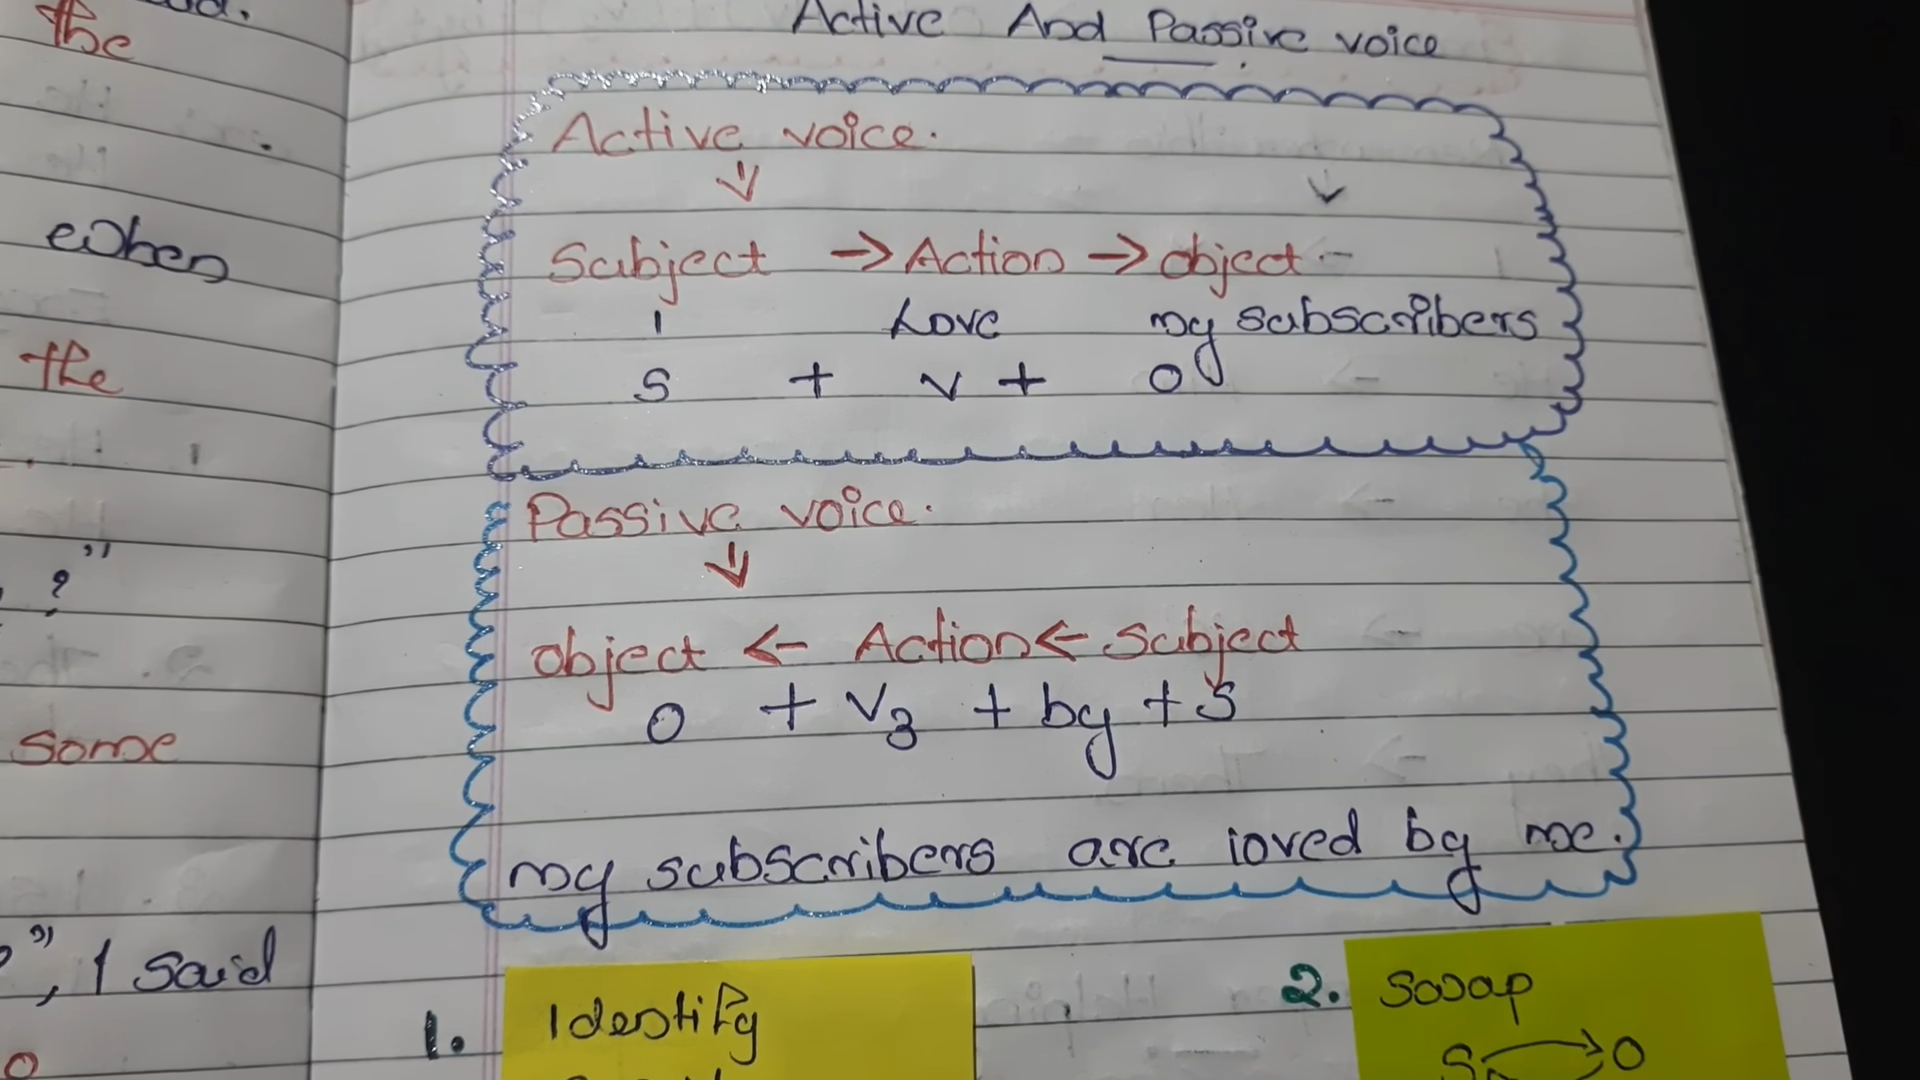 the
when
the
?"
some
?", I said
Active And Passive voice
Active voice.
Subject → Action → object
I Love my subscribers
S + V + O
Passive voice.
object ← Action ← Subject
O + V3 + by + S
my subscribers are loved by me.
1. Identify
2. Swap
S O